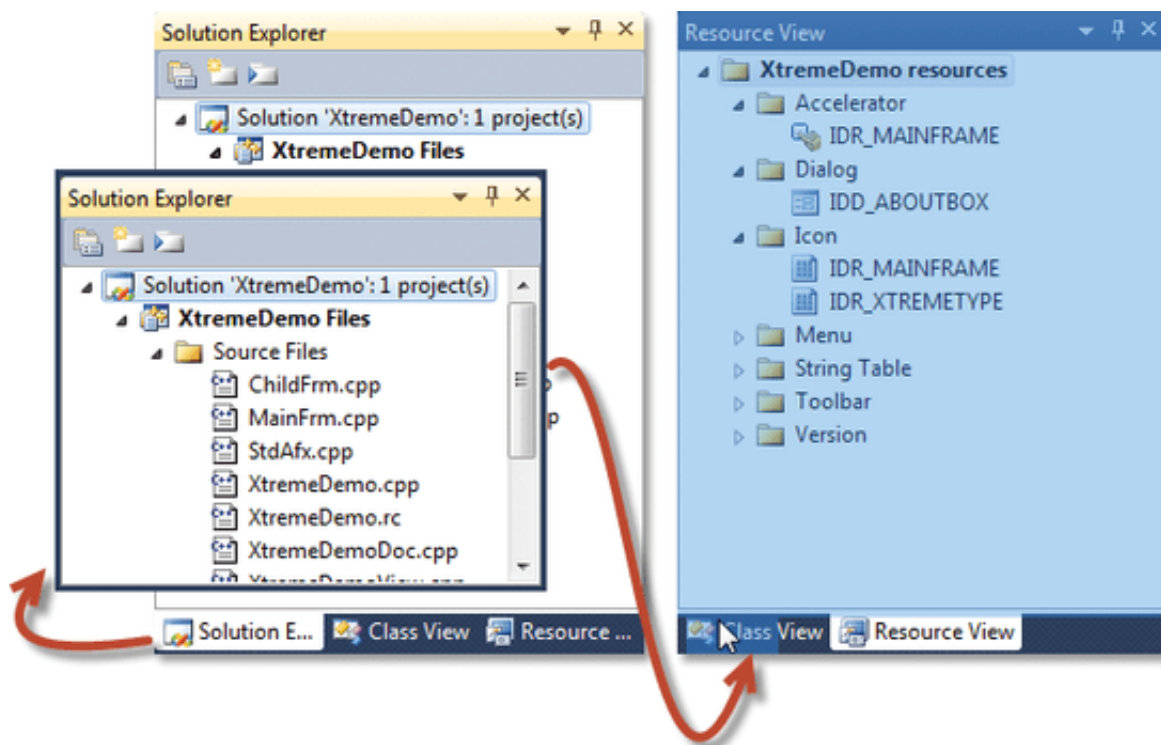 Solution Explorer
Solution 'XtremeDemo': 1 project(s)
XtremeDemo Files
Solution Explorer
Solution 'XtremeDemo': 1 project(s)
XtremeDemo Files
Source Files
ChildFrm.cpp
MainFrm.cpp
StdAfx.cpp
XtremeDemo.cpp
XtremeDemo.rc
XtremeDemoDoc.cpp
Solution E... Class View Resource ...
Resource View
XtremeDemo resources
Accelerator
IDR_MAINFRAME
Dialog
IDD_ABOUTBOX
Icon
IDR_MAINFRAME
IDR_XTREMETYPE
Menu
String Table
Toolbar
Version
Class View Resource View